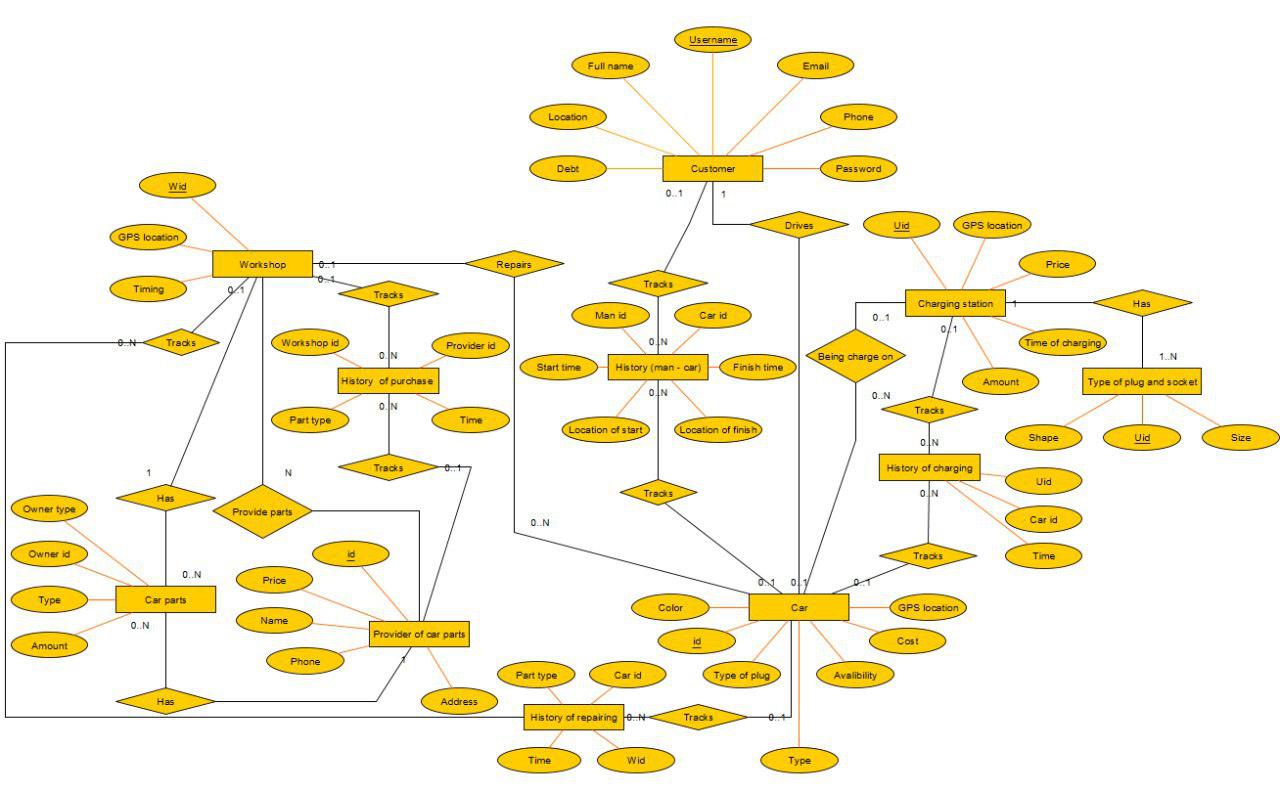 Username
Full name
Email
Location
Phone
Debt
Customer
Password
Wid
0..1
1
GPS location
Drives
Uid
GPS location
Workshop
0..1
Repairs
Price
0..1
Timing
0..1
Tracks
Tracks
Charging station
1
Has
Man id
Car id
0..1
0..1
0..N
Tracks
Workshop id
Provider id
0..N
0..N
Being charge on
Time of charging
1..N
History  of purchase
Start time
History (man - car)
Finish time
Amount
Type of plug and socket
0..N
0..N
0..N
Part type
Time
Location of start
Location of finish
Tracks
Shape
Uid
Size
0..N
Tracks
0..1
History of charging
Uid
1
N
Has
Tracks
0..N
Owner type
Provide parts
Car id
0..N
Owner id
id
Tracks
Time
0..N
Price
0..1
0..1
0..1
Type
Car parts
Color
Car
GPS location
Name
0..N
Provider of car parts
id
Cost
Amount
Phone
1
Part type
Car id
Type of plug
Avalibility
Has
Address
History of repairing
0..N
Tracks
0..1
Time
Wid
Type